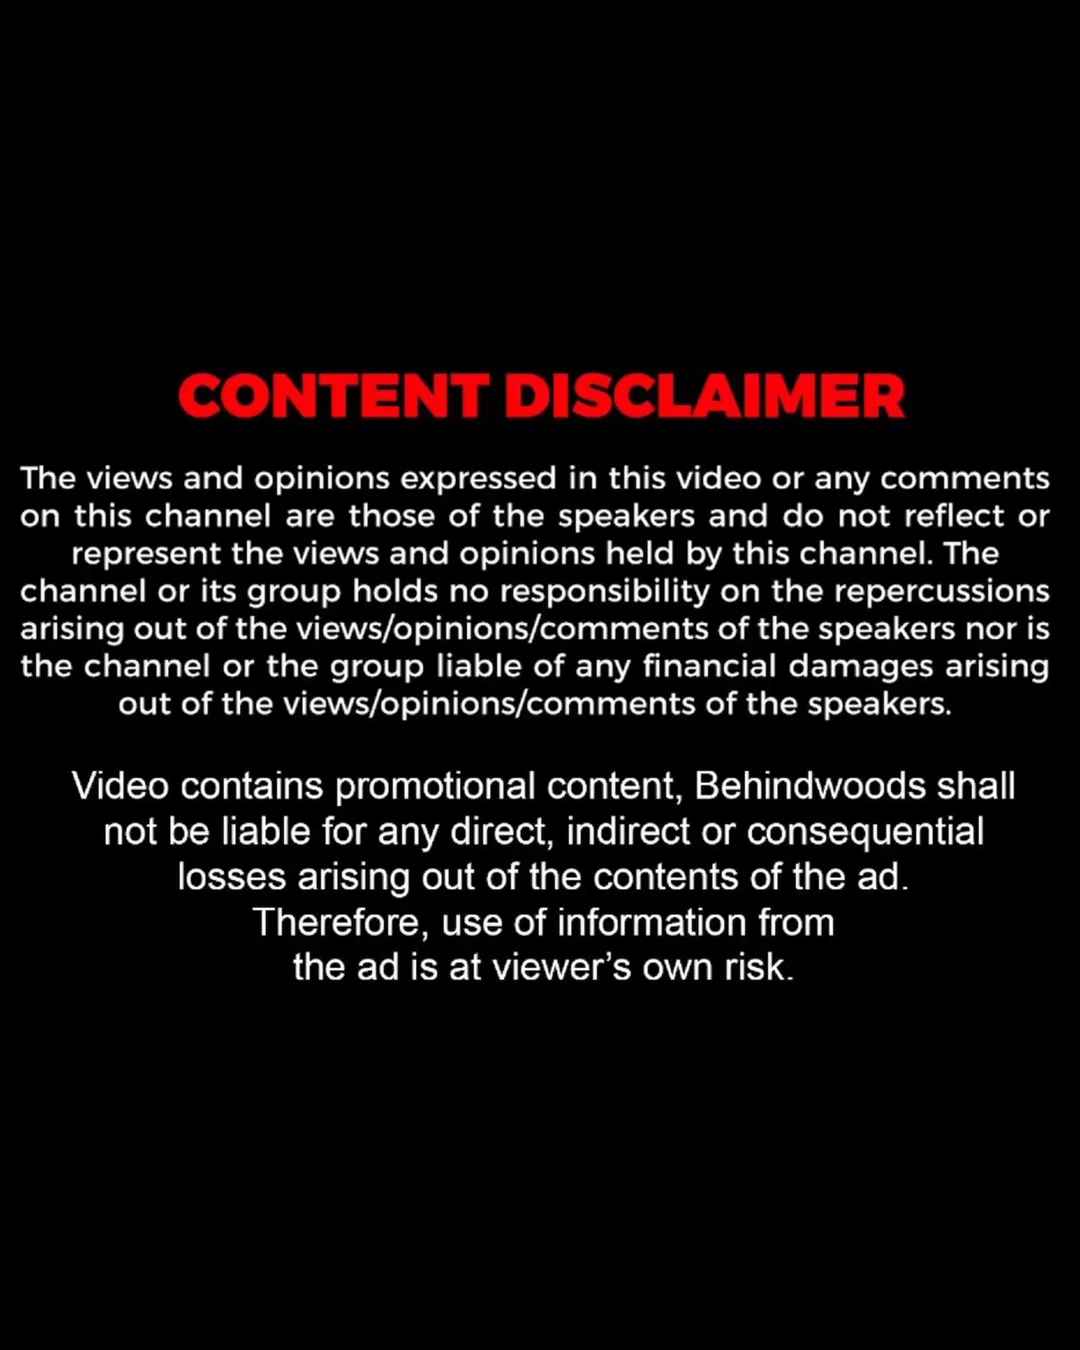 CONTENT DISCLAIMER
The views and opinions expressed in this video or any comments
on this channel are those of the speakers and do not reflect or
represent the views and opinions held by this channel. The
channel or its group holds no responsibility on the repercussions
arising out of the views/opinions/comments of the speakers nor is
the channel or the group liable of any financial damages arising
out of the views/opinions/comments of the speakers.
Video contains promotional content, Behindwoods shall
not be liable for any direct, indirect or consequential
losses arising out of the contents of the ad.
Therefore, use of information from
the ad is at viewer’s own risk.